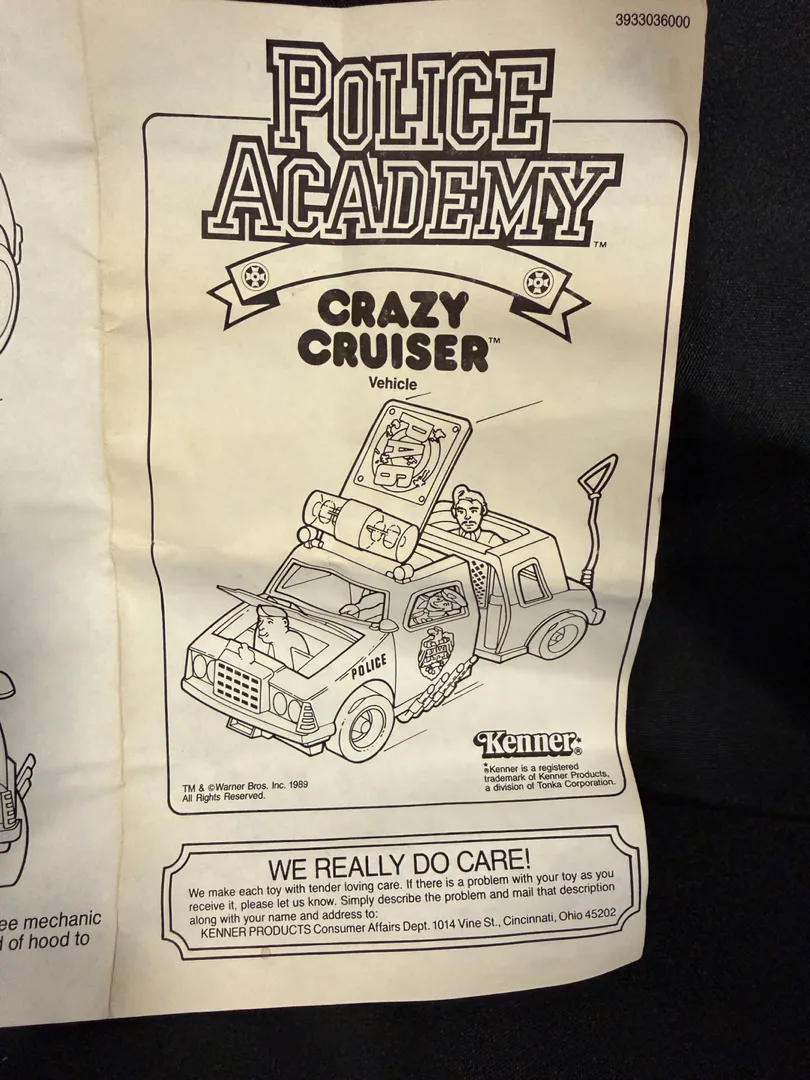 3933036000
POLICE
ACADEMY™
CRAZY
CRUISER™
Vehicle
BAD
POLICE
Kenner®
®Kenner is a registered
trademark of Kenner Products,
a division of Tonka Corporation.
TM & ©Warner Bros. Inc. 1989
All Rights Reserved.
WE REALLY DO CARE!
We make each toy with tender loving care. If there is a problem with your toy as you
receive it, please let us know. Simply describe the problem and mail that description
along with your name and address to:
KENNER PRODUCTS Consumer Affairs Dept. 1014 Vine St., Cincinnati, Ohio 45202
ee mechanic
of hood to